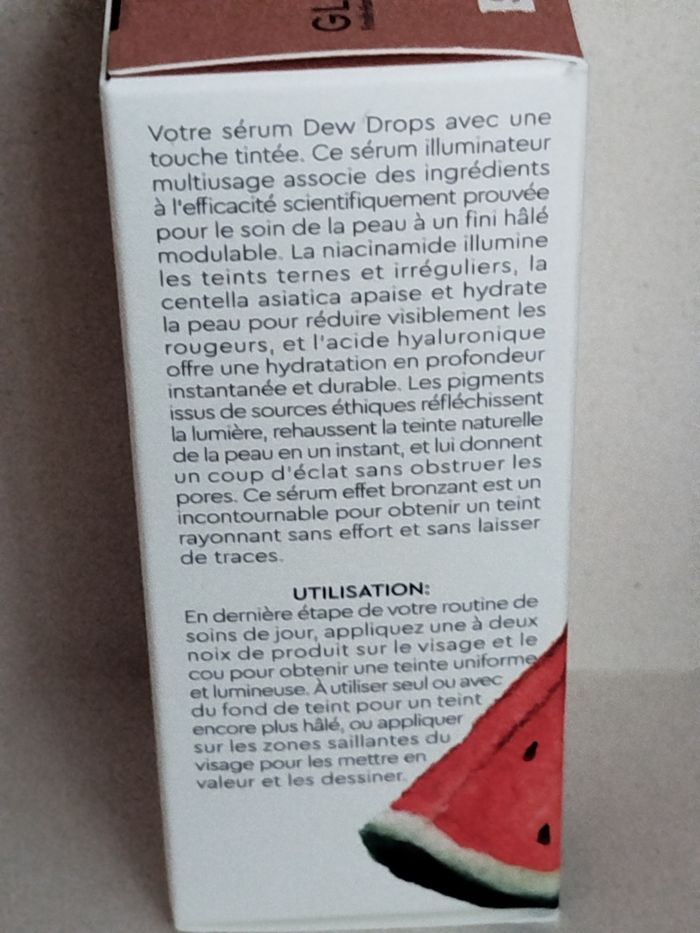 GL
Votre sérum Dew Drops avec une
touche tintée. Ce sérum illuminateur
multiusage associe des ingrédients
à l'efficacité scientifiquement prouvée
pour le soin de la peau à un fini hâlé
modulable. La niacinamide illumine
les teints ternes et irréguliers, la
centella asiatica apaise et hydrate
la peau pour réduire visiblement les
rougeurs, et l'acide hyaluronique
offre une hydratation en profondeur
instantanée et durable. Les pigments
issus de sources éthiques réfléchissent
la lumière, rehaussent la teinte naturelle
de la peau en un instant, et lui donnent
un coup d'éclat sans obstruer les
pores. Ce sérum effet bronzant est un
incontournable pour obtenir un teint
rayonnant sans effort et sans laisser
de traces.
UTILISATION:
En dernière étape de votre routine de
soins de jour, appliquez une à deux
noix de produit sur le visage et le
cou pour obtenir une teinte uniforme
et lumineuse. À utiliser seul ou avec
du fond de teint pour un teint
encore plus hâlé, ou appliquer
sur les zones saillantes du
visage pour les mettre en
valeur et les dessiner.